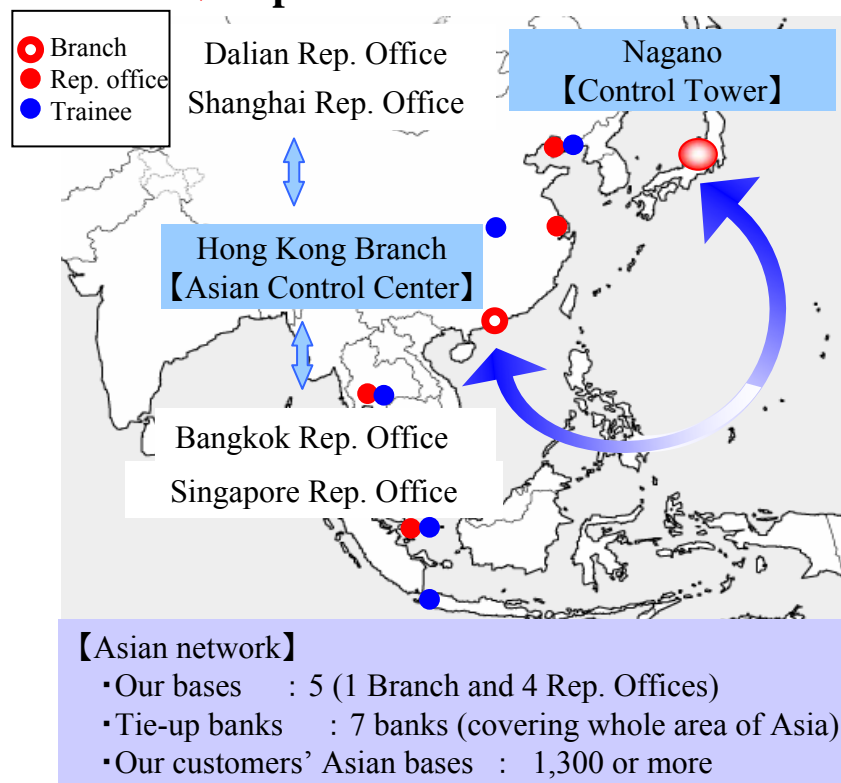 Branch
Rep. office
Trainee
Dalian Rep. Office
Shanghai Rep. Office
Nagano
【Control Tower】
Hong Kong Branch
【Asian Control Center】
Bangkok Rep. Office
Singapore Rep. Office
【Asian network】
・Our bases ：5 (1 Branch and 4 Rep. Offices)
・Tie-up banks ：7 banks (covering whole area of Asia)
・Our customers’ Asian bases ： 1,300 or more